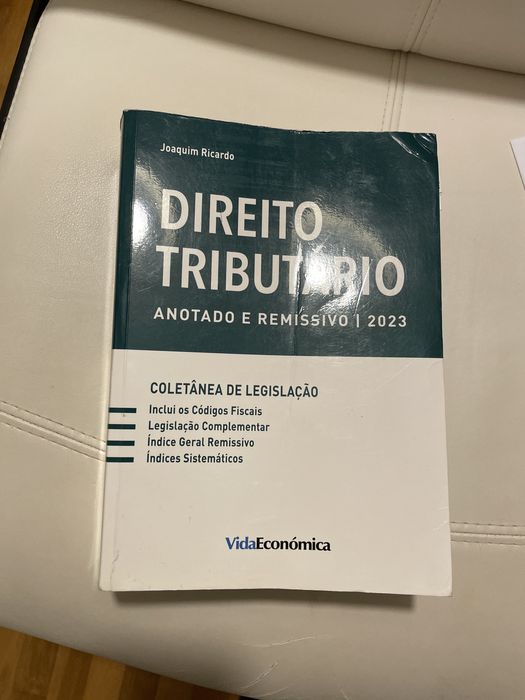 Joaquim Ricardo
DIREITO
TRIBUTÁRIO
ANOTADO E REMISSIVO | 2023
COLETÂNEA DE LEGISLAÇÃO
Inclui os Códigos Fiscais
Legislação Complementar
Índice Geral Remissivo
Índices Sistemáticos
VidaEconómica